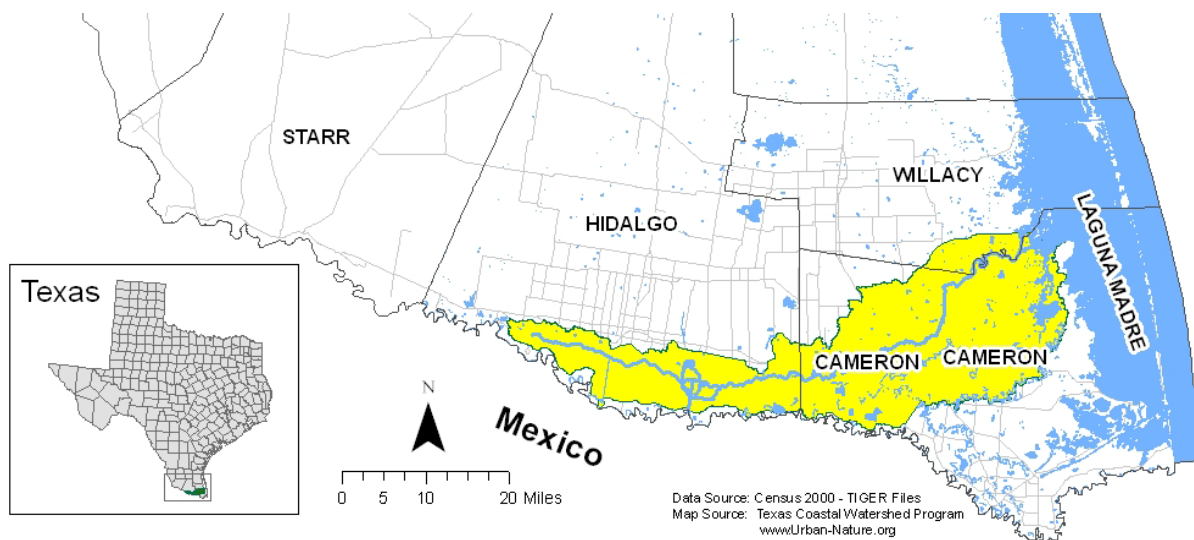 STARR
HIDALGO
WILLACY
LAGUNA MADRE
CAMERON
CAMERON
Texas
N
Mexico
0 5 10 20 Miles
Data Source: Census 2000 - TIGER Files
Map Source: Texas Coastal Watershed Program
www.Urban-Nature.org